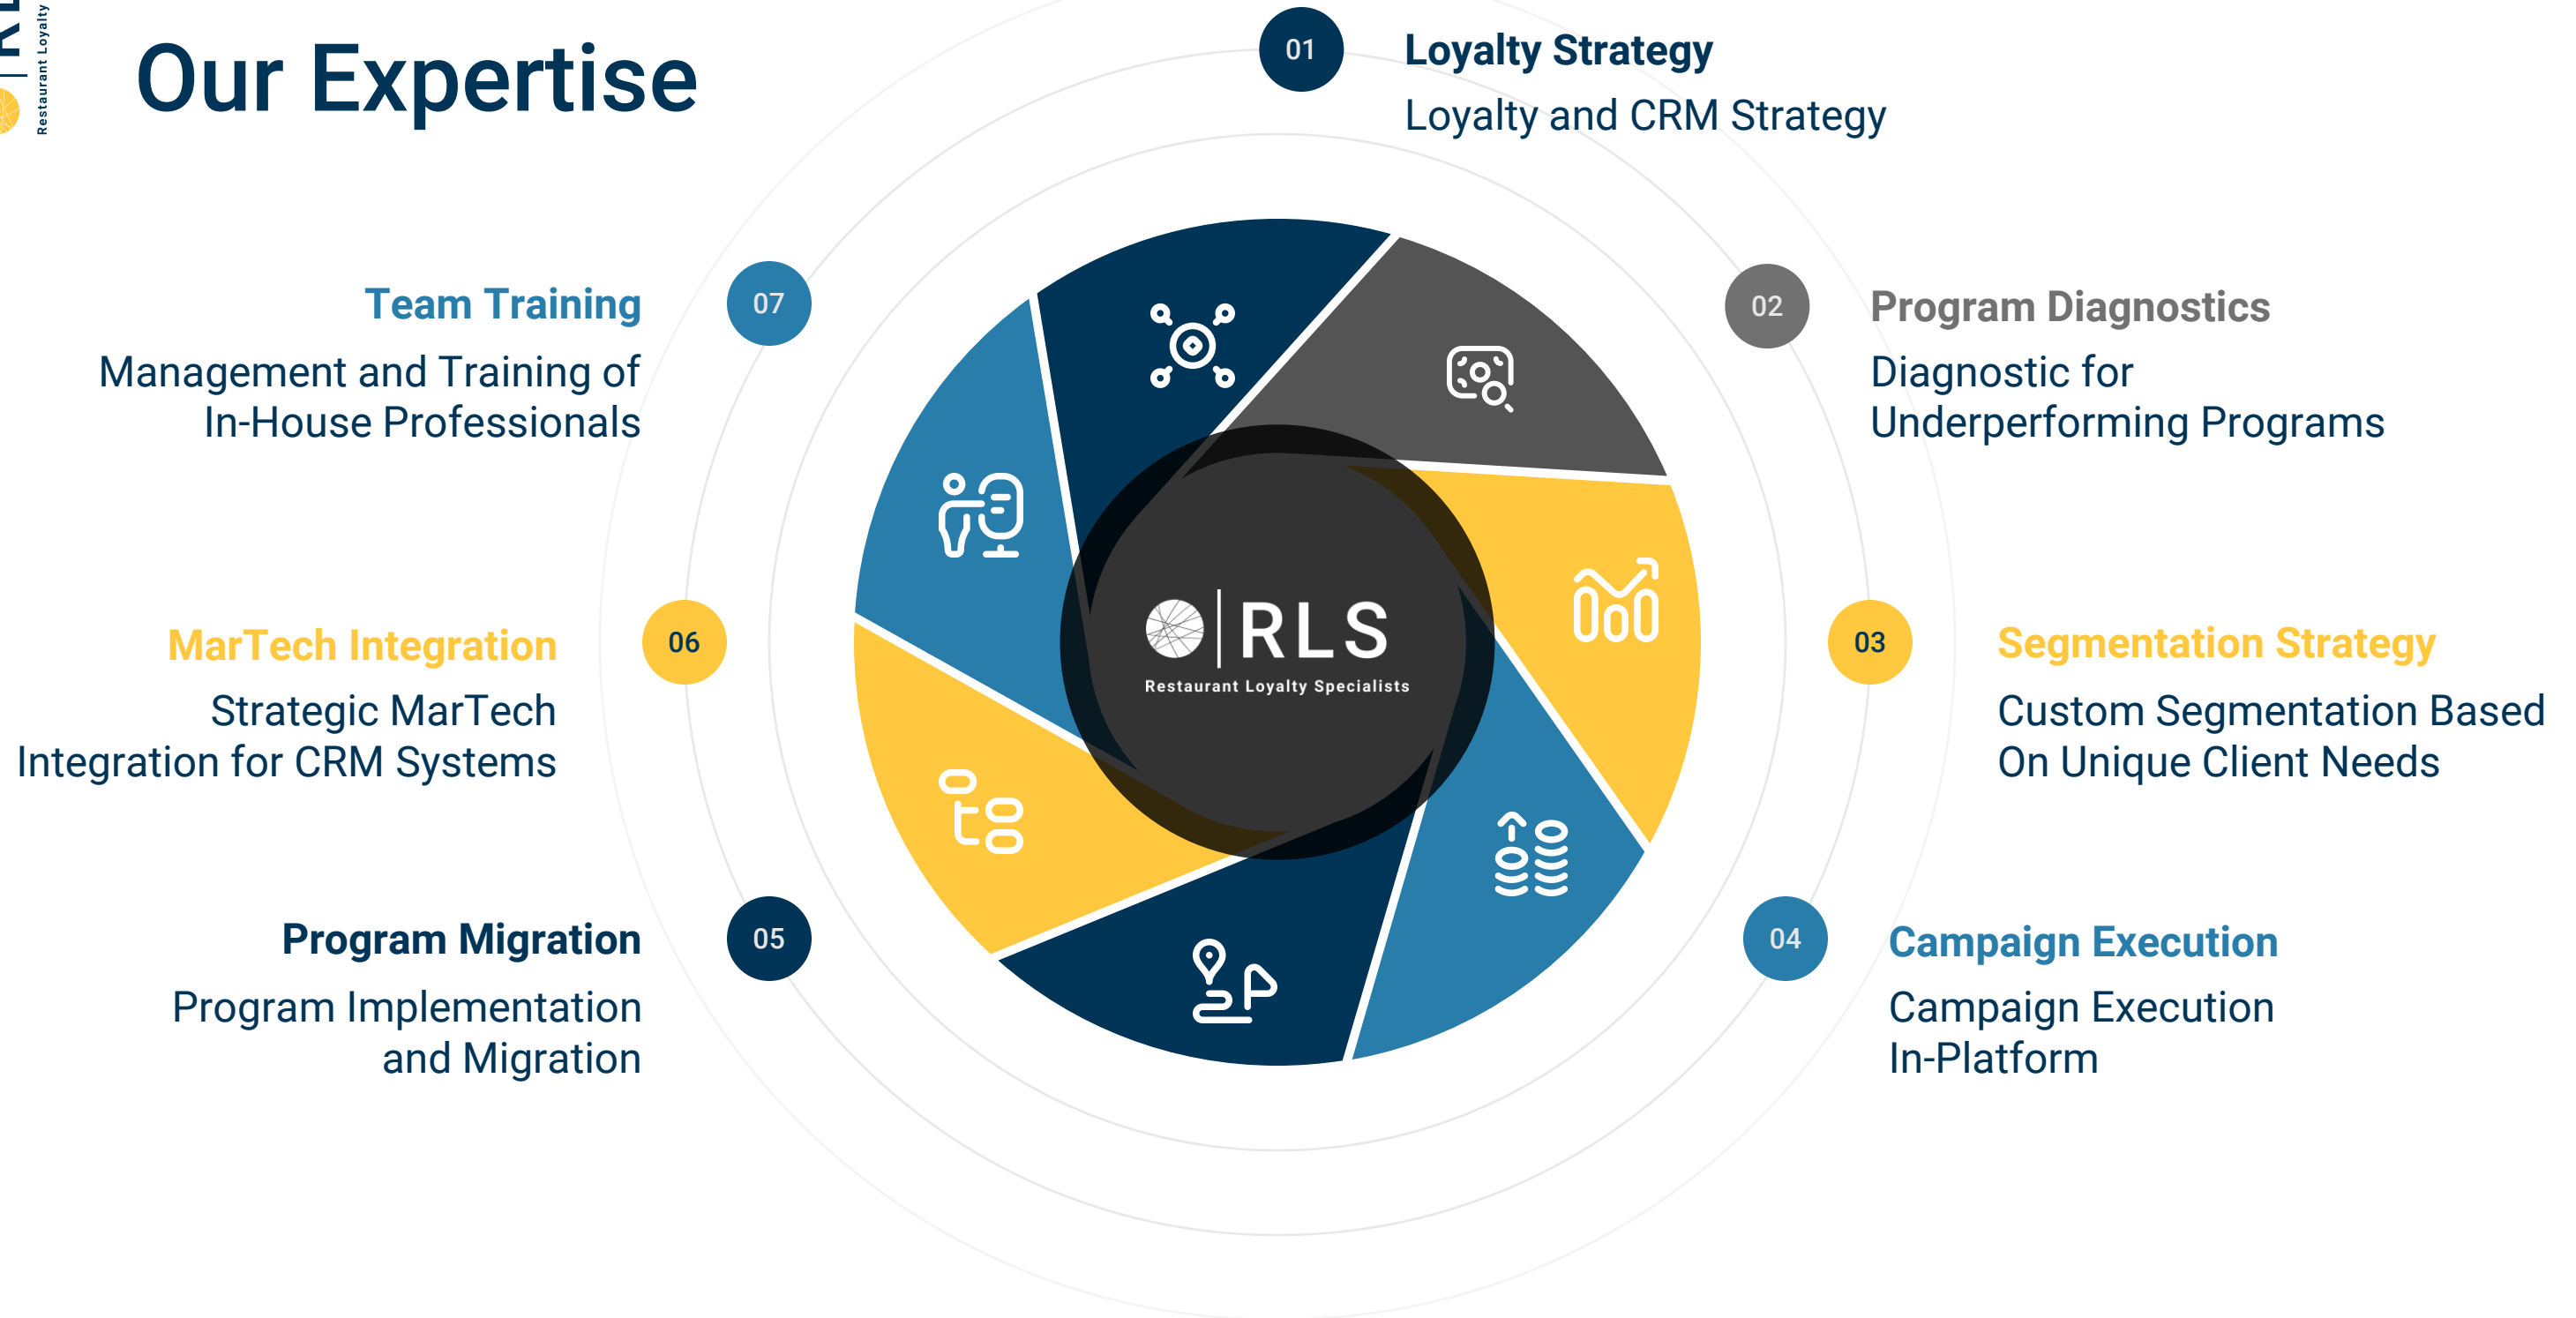 Restaurant Loyalty
Our Expertise
01
Loyalty Strategy
Loyalty and CRM Strategy
02
Program Diagnostics
Diagnostic for
Underperforming Programs
03
Segmentation Strategy
Custom Segmentation Based
On Unique Client Needs
04
Campaign Execution
Campaign Execution
In-Platform
05
Program Migration
Program Implementation
and Migration
06
MarTech Integration
Strategic MarTech
Integration for CRM Systems
07
Team Training
Management and Training of
In-House Professionals
RLS
Restaurant Loyalty Specialists